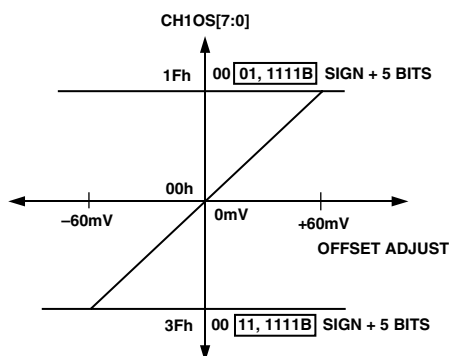 CH1OS[7:0]
1Fh 00 01, 1111B SIGN + 5 BITS
00h
–60mV 0mV +60mV
OFFSET ADJUST
3Fh 00 11, 1111B SIGN + 5 BITS